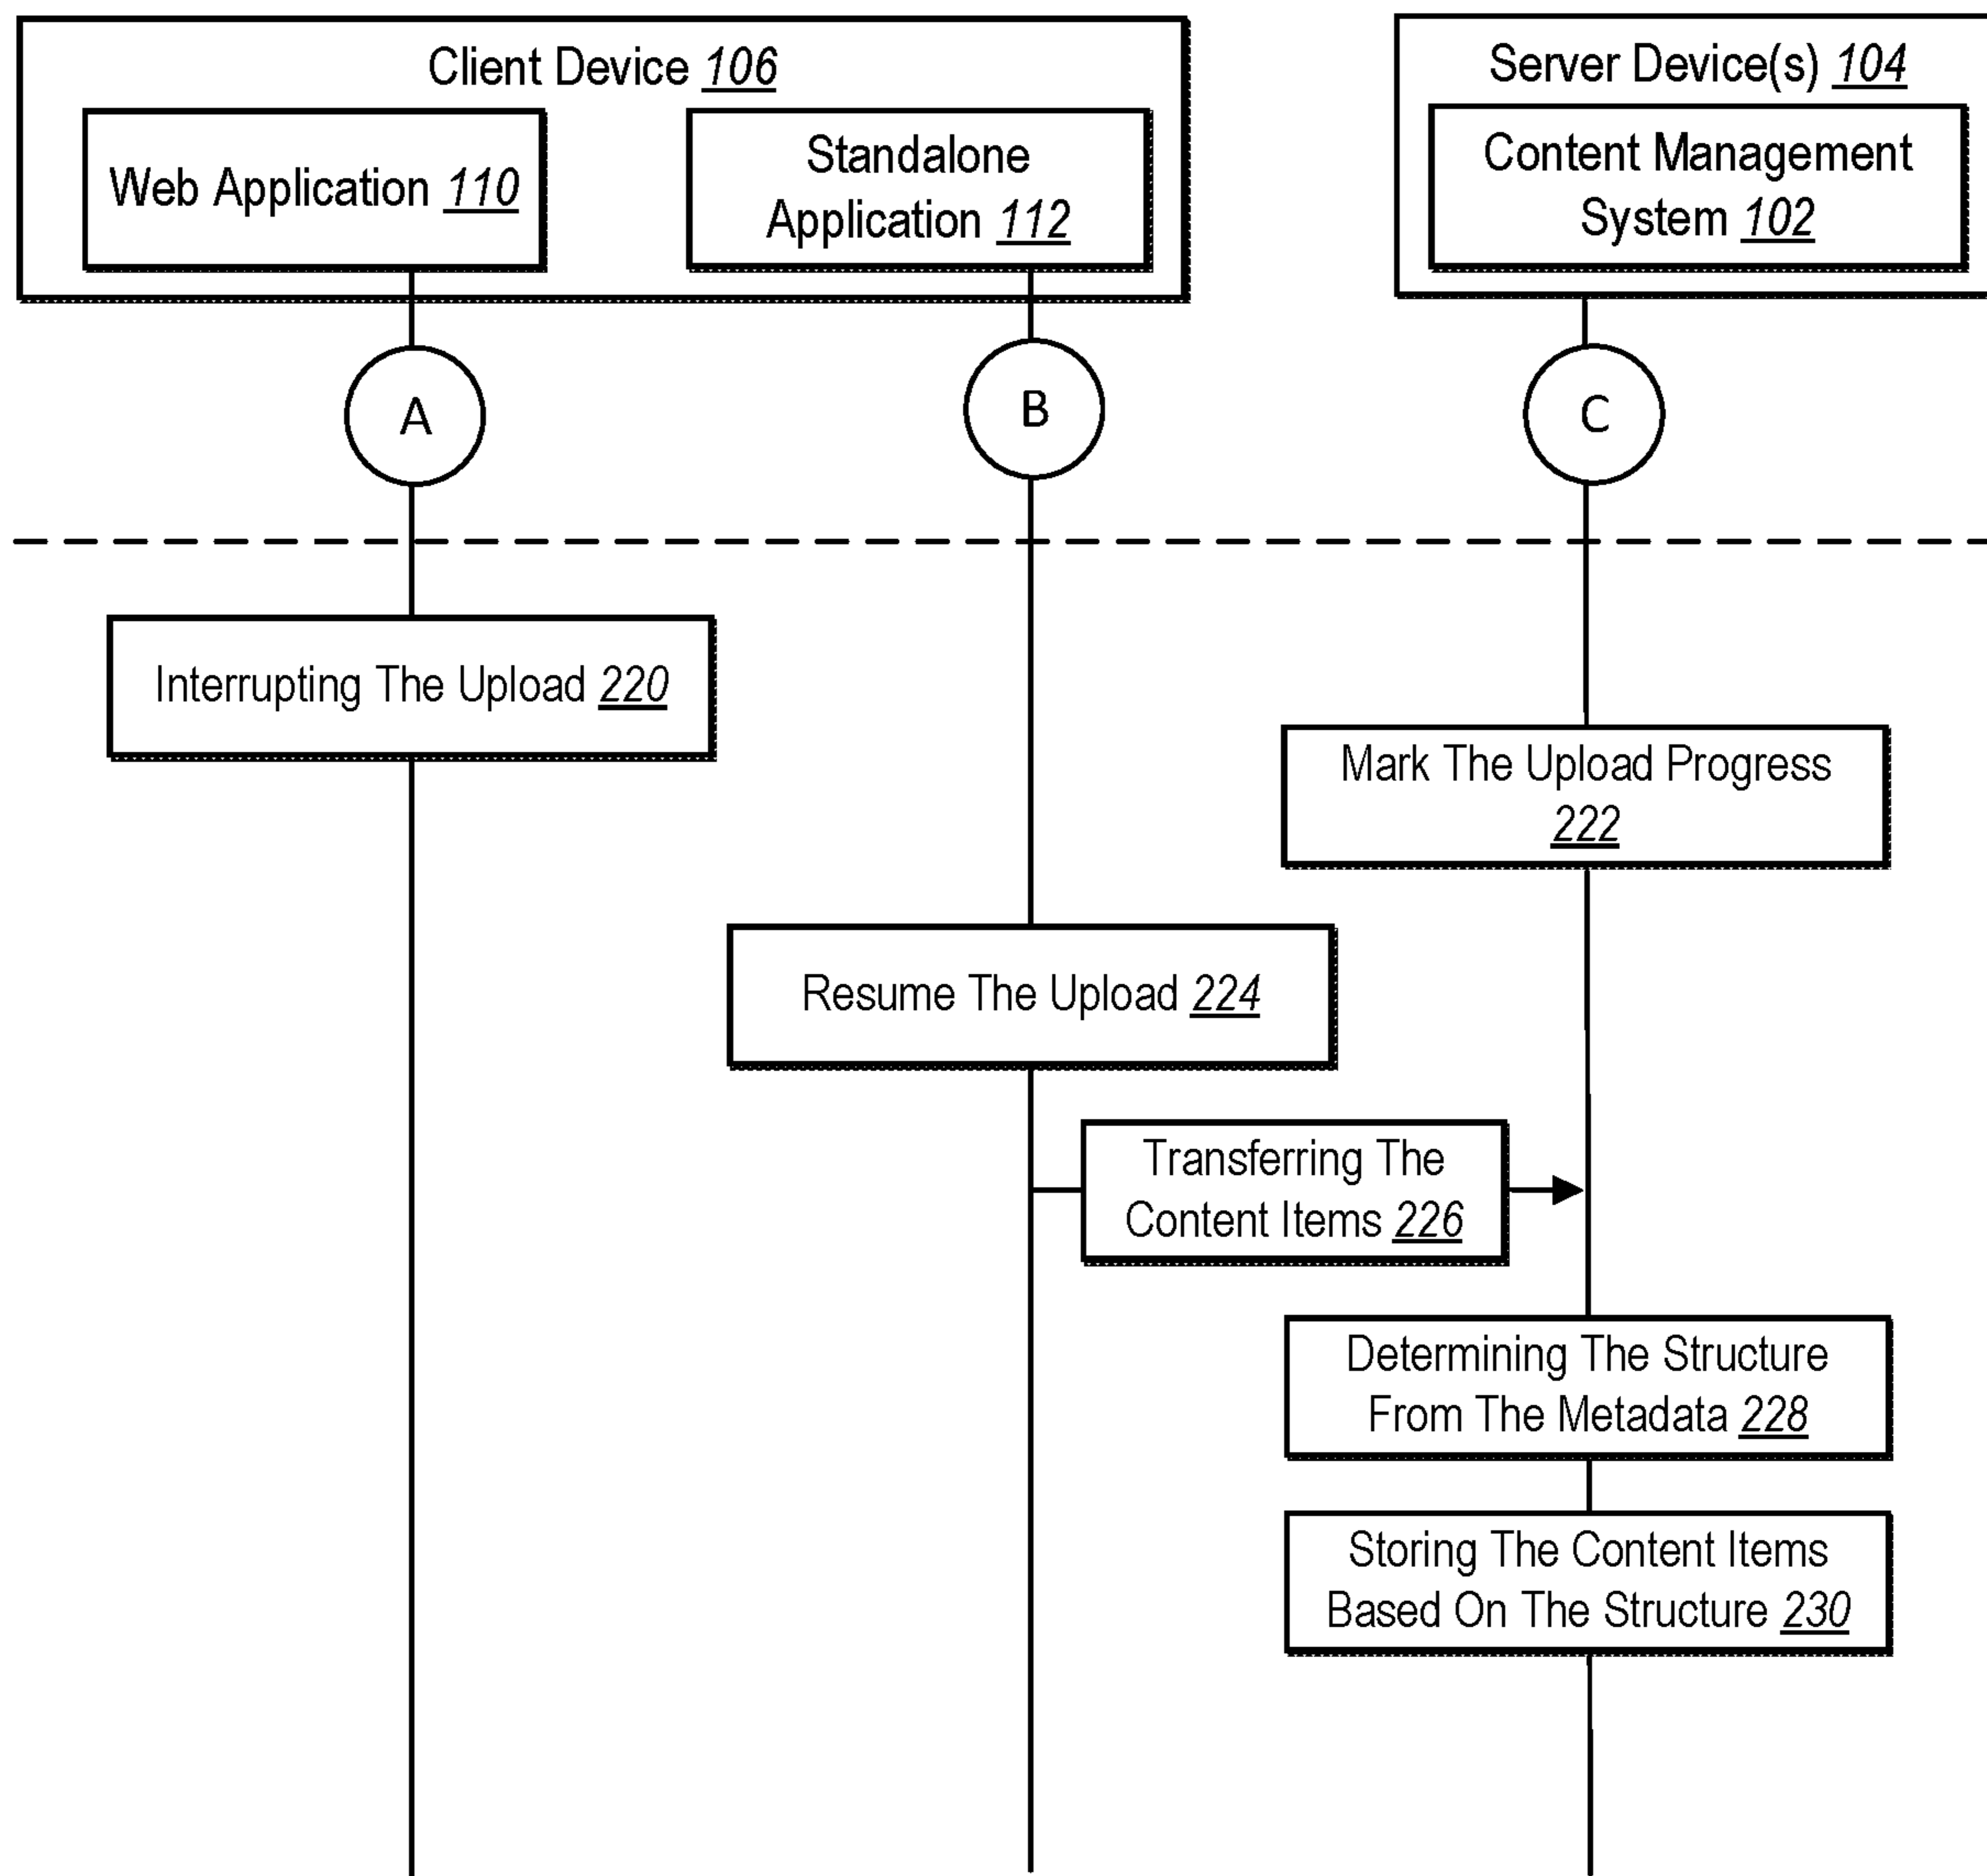 Client Device 106
Web Application 110
Standalone
Application 112
Server Device(s) 104
Content Management
System 102
A
B
C
Interrupting The Upload 220
Mark The Upload Progress
222
Resume The Upload 224
Transferring The
Content Items 226
Determining The Structure
From The Metadata 228
Storing The Content Items
Based On The Structure 230